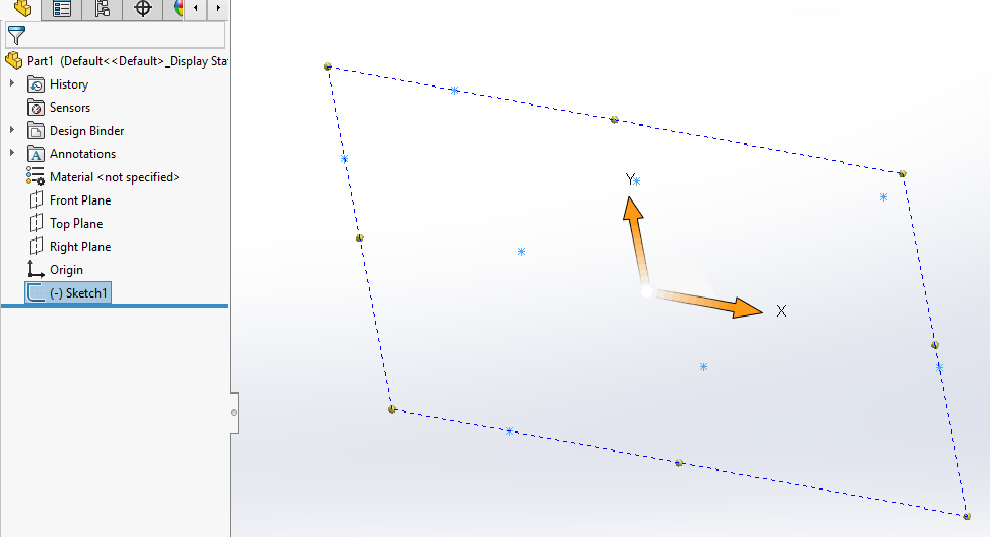 Part1 (Default<<Default>_Display Sta
History
Sensors
Design Binder
Annotations
Material <not specified>
Front Plane
Top Plane
Right Plane
Origin
(-) Sketch1
Y
X